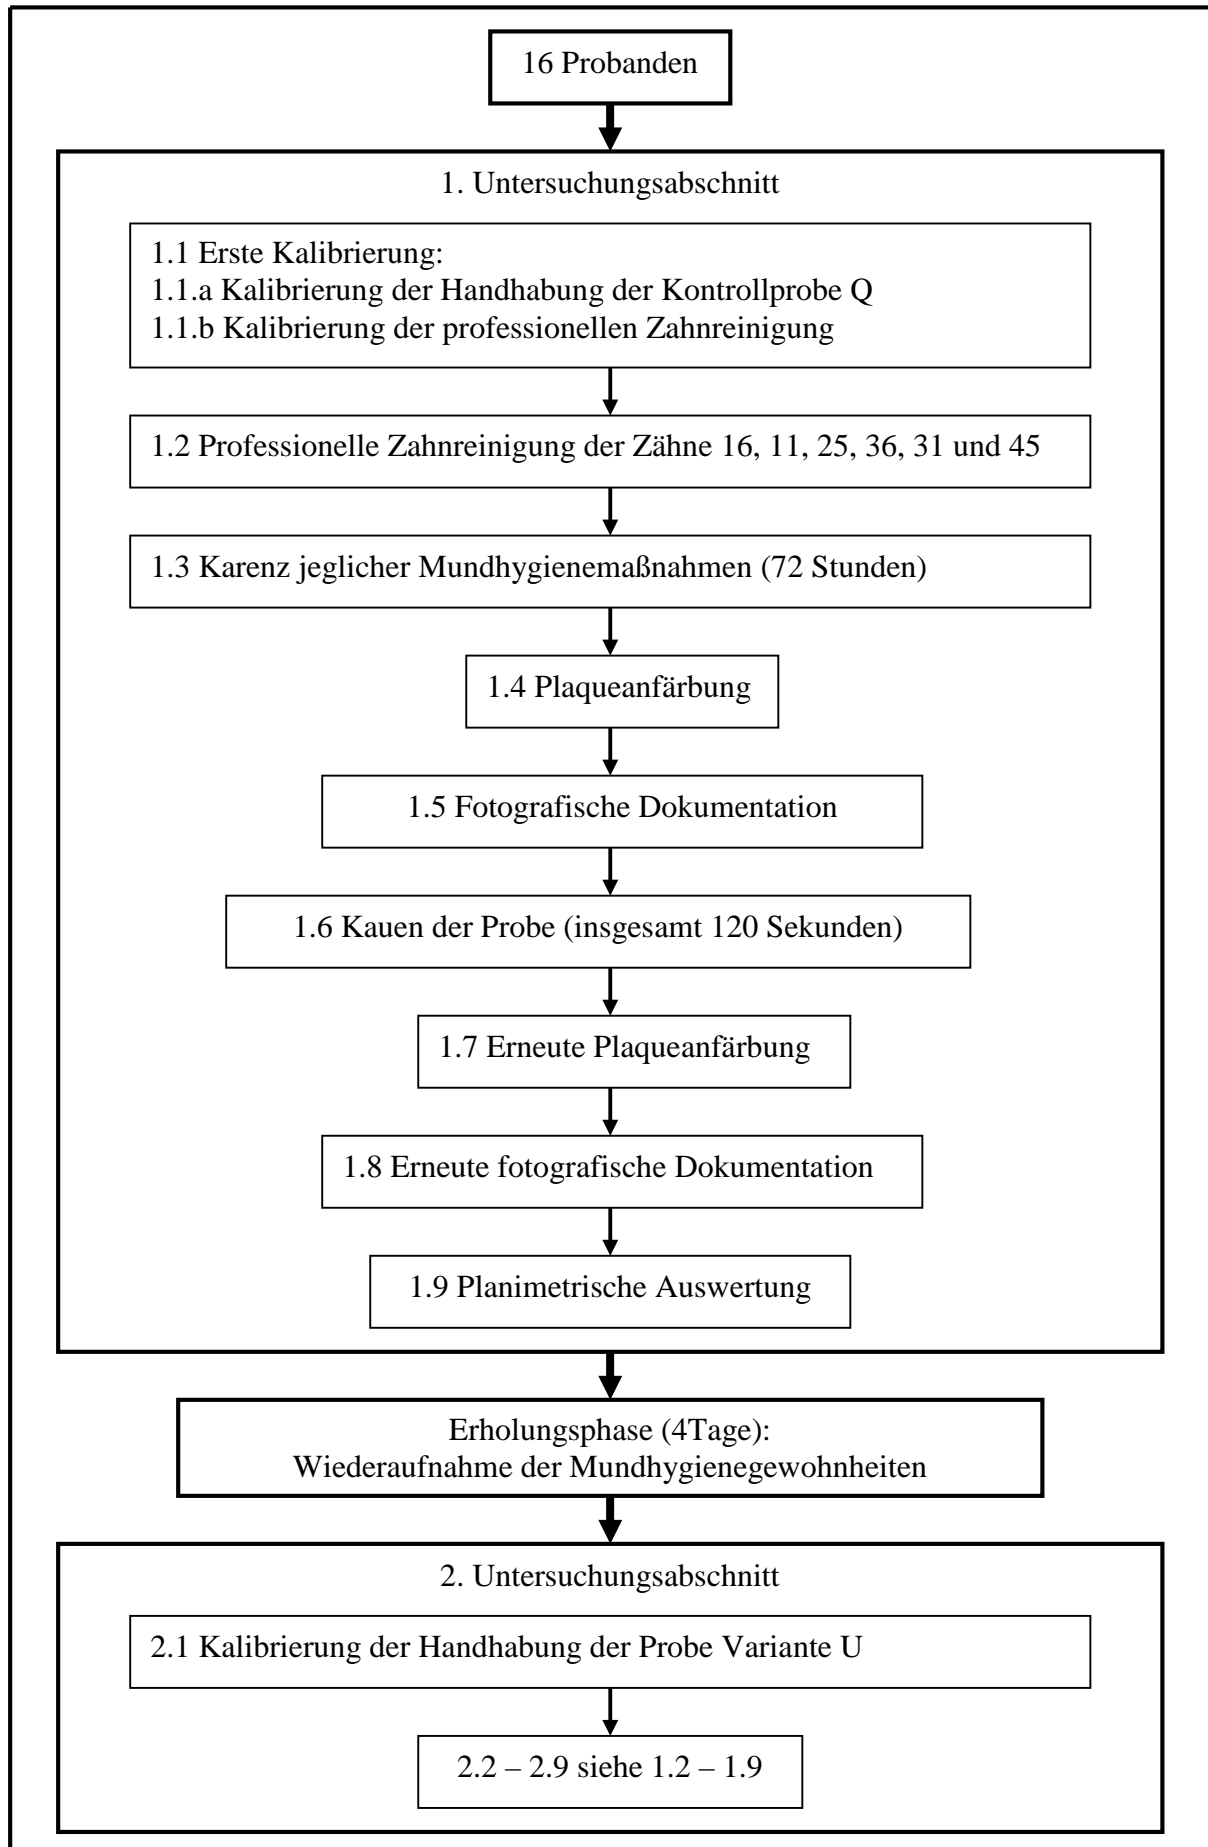 16 Probanden
1. Untersuchungsabschnitt
1.1 Erste Kalibrierung:
1.1.a Kalibrierung der Handhabung der Kontrollprobe Q
1.1.b Kalibrierung der professionellen Zahnreinigung
1.2 Professionelle Zahnreinigung der Zähne 16, 11, 25, 36, 31 und 45
1.3 Karenz jeglicher Mundhygienemaßnahmen (72 Stunden)
1.4 Plaqueanfärbung
1.5 Fotografische Dokumentation
1.6 Kauen der Probe (insgesamt 120 Sekunden)
1.7 Erneute Plaqueanfärbung
1.8 Erneute fotografische Dokumentation
1.9 Planimetrische Auswertung
Erholungsphase (4Tage):
Wiederaufnahme der Mundhygienegewohnheiten
2. Untersuchungsabschnitt
2.1 Kalibrierung der Handhabung der Probe Variante U
2.2 – 2.9 siehe 1.2 – 1.9